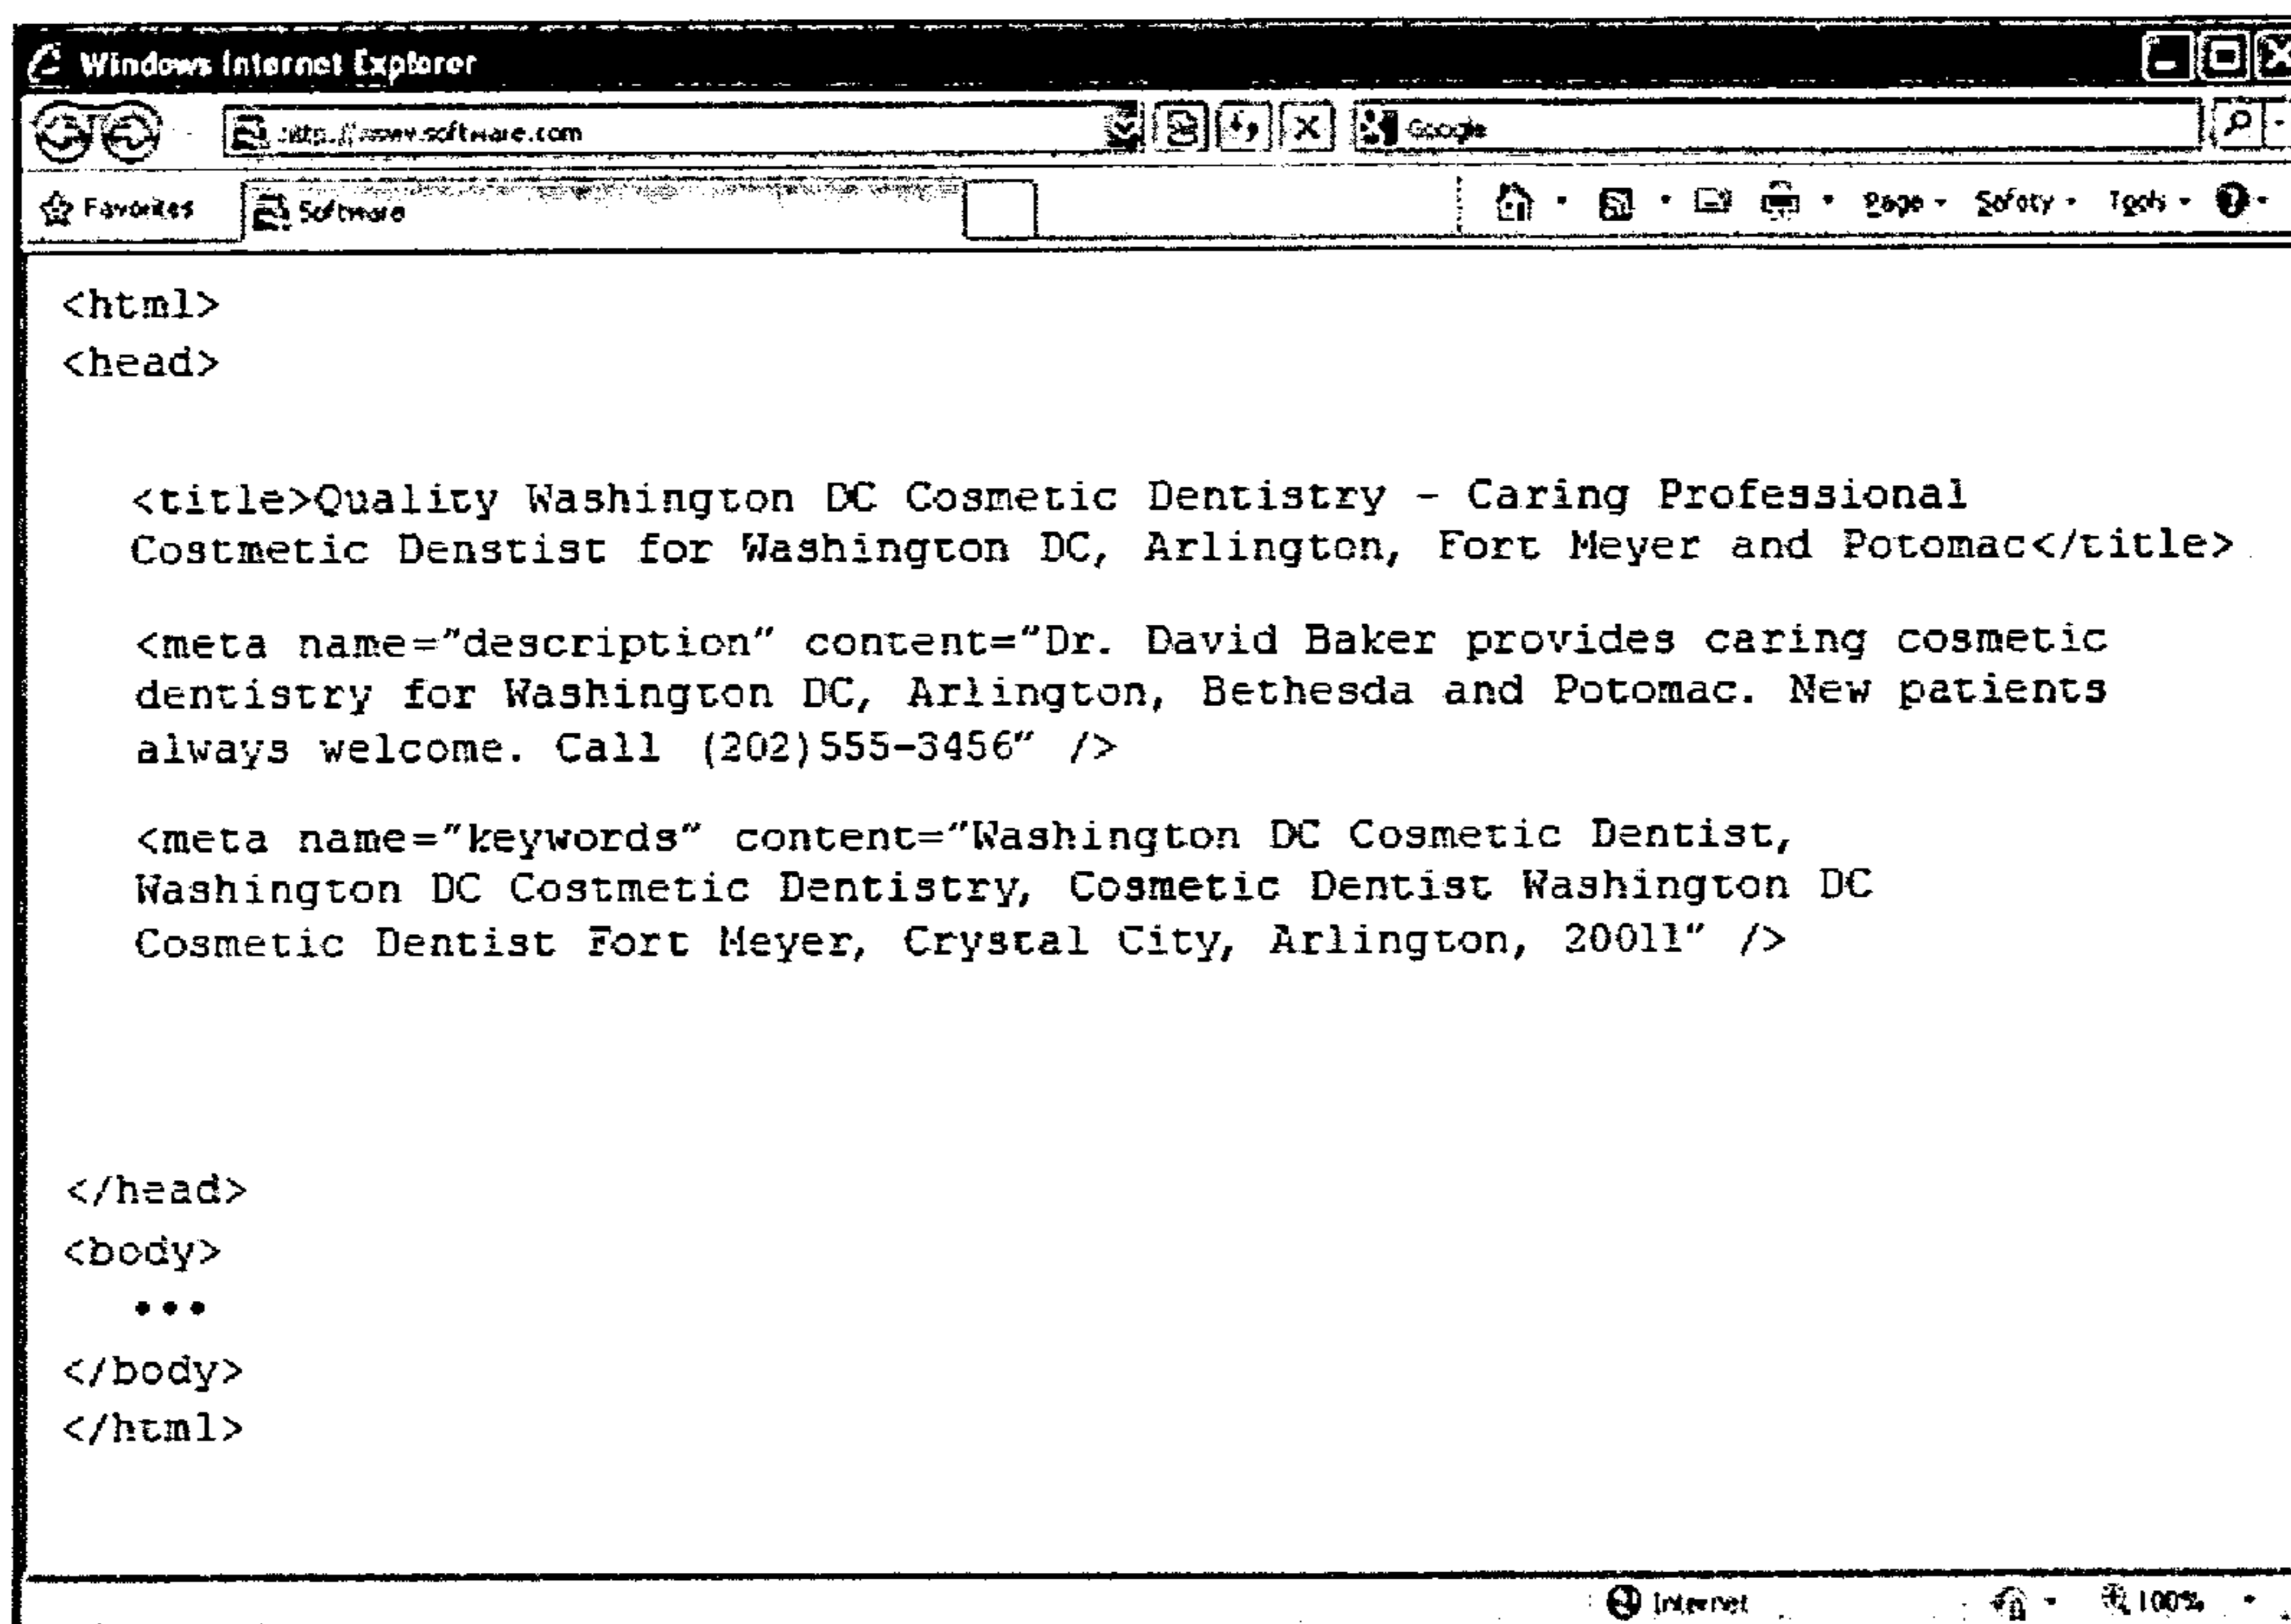 Windows Internet Explorer
http://www.software.com Google
Favorites Software Page Safety Tools
<html>
<head>
<title>Quality Washington DC Cosmetic Dentistry - Caring Professional
Costmetic Denstist for Washington DC, Arlington, Fort Meyer and Potomac</title>
<meta name="description" content="Dr. David Baker provides caring cosmetic
dentistry for Washington DC, Arlington, Bethesda and Potomac. New patients
always welcome. Call (202)555-3456" />
<meta name="keywords" content="Washington DC Cosmetic Dentist,
Washington DC Costmetic Dentistry, Cosmetic Dentist Washington DC
Cosmetic Dentist Fort Meyer, Crystal City, Arlington, 20011" />
</head>
<body>
•••
</body>
</html>
Internet 100%